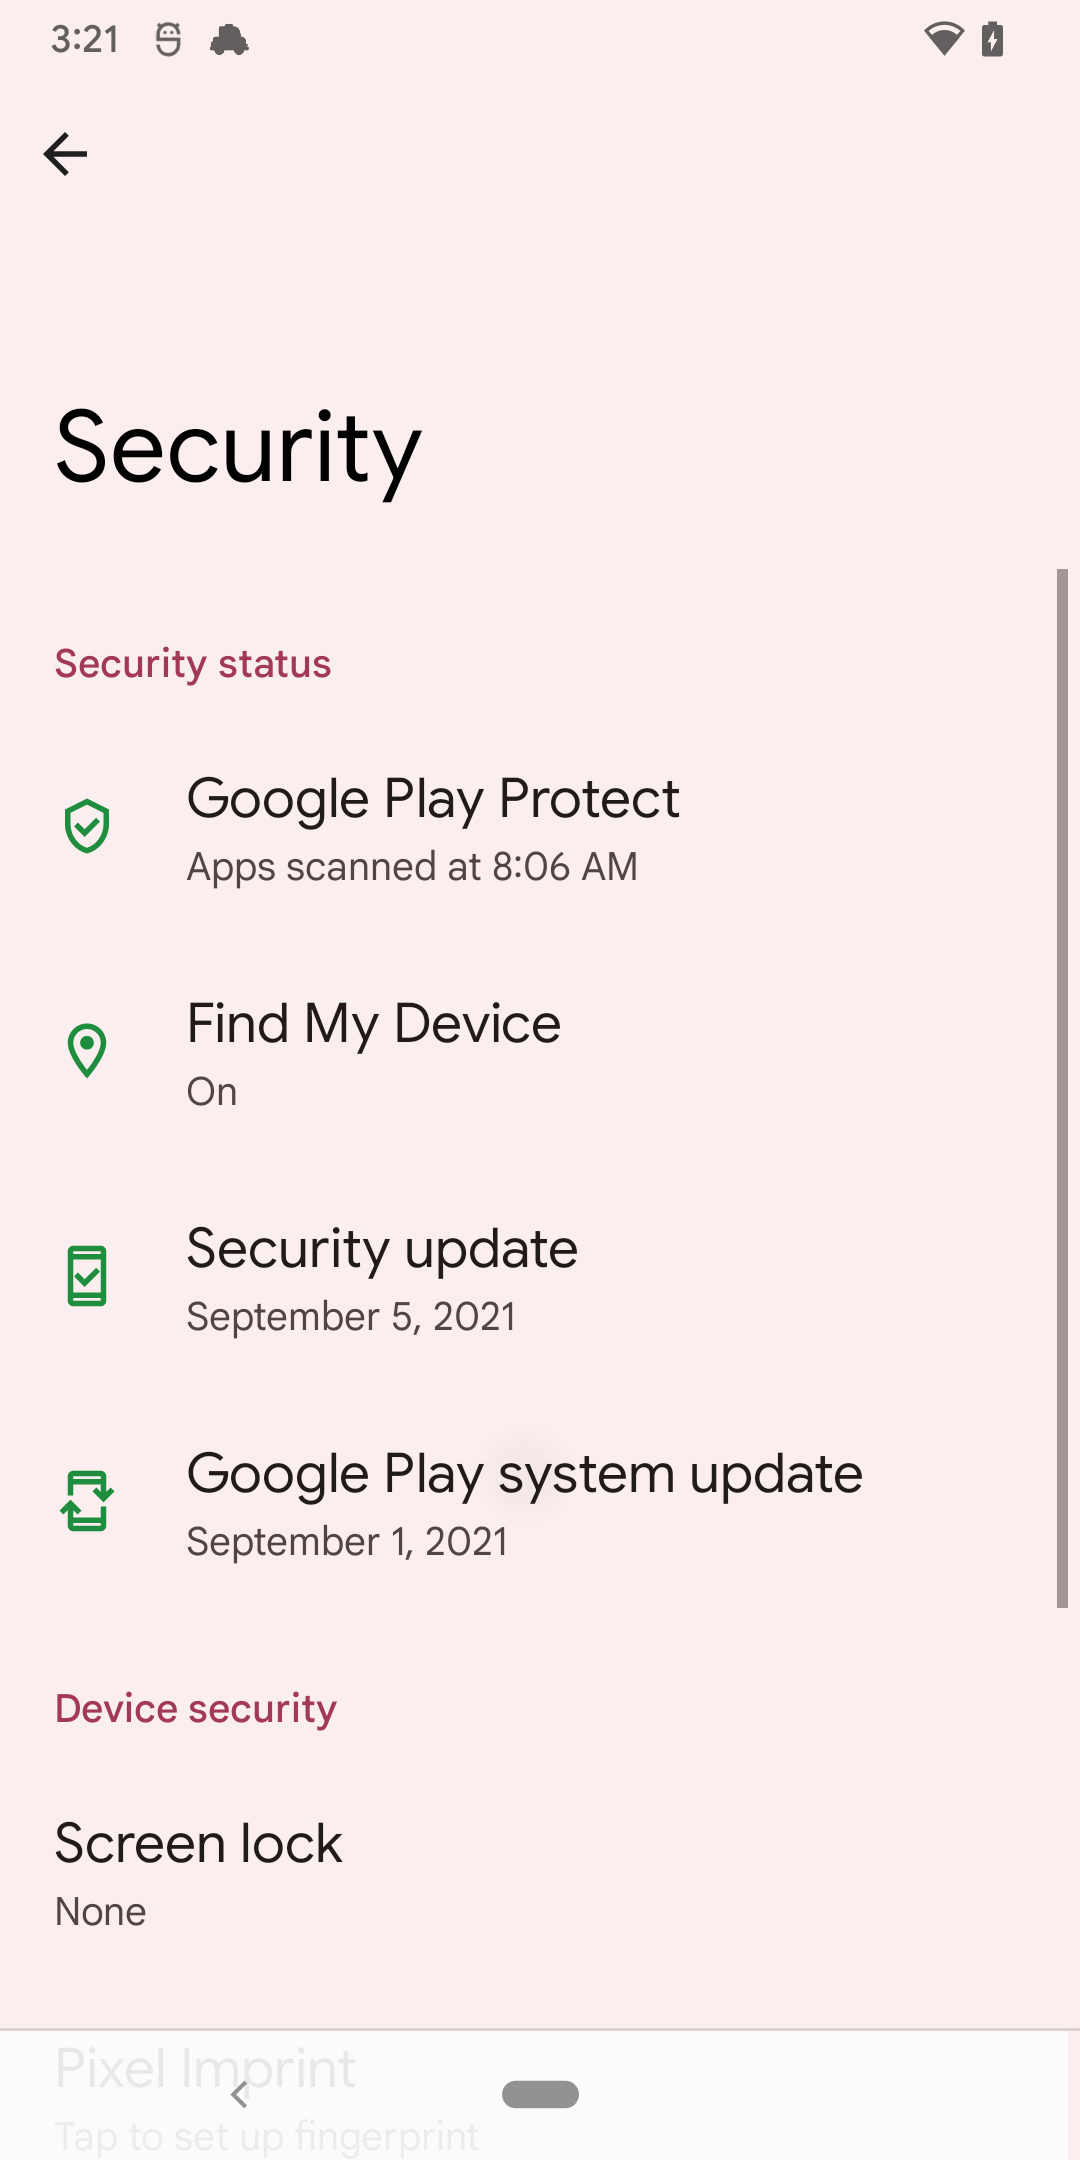 3:21
Security
Security status
Google Play Protect
Apps scanned at 8:06 AM
Find My Device
On
Security update
September 5, 2021
Google Play system update
September 1, 2021
Device security
Screen lock
None
Pixel Imprint
Tap to set up fingerprint